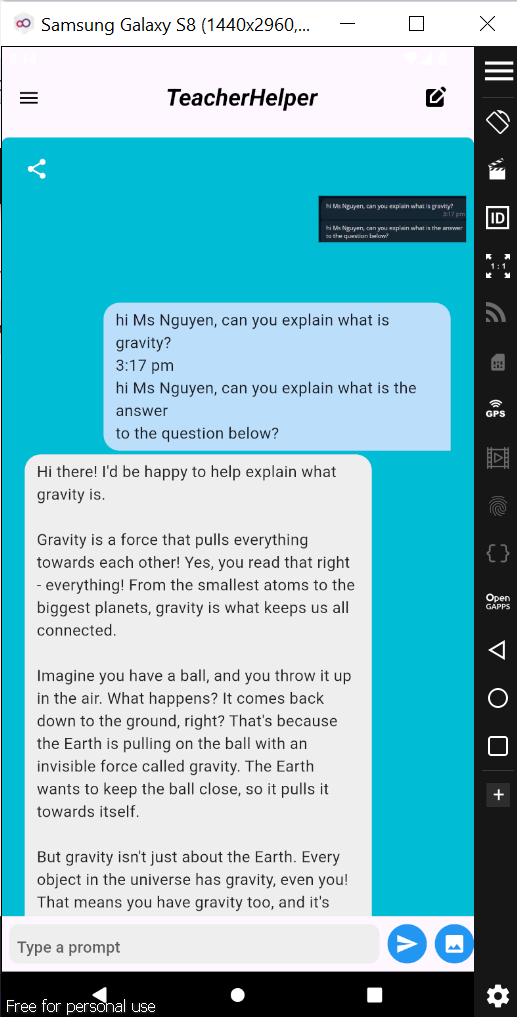 Samsung Galaxy S8 (1440x2960,...
TeacherHelper
hi Ms Nguyen, can you explain what is gravity?
3:17 pm
hi Ms Nguyen, can you explain what is the answer
to the question below?
hi Ms Nguyen, can you explain what is
gravity?
3:17 pm
hi Ms Nguyen, can you explain what is the
answer
to the question below?
Hi there! I'd be happy to help explain what
gravity is.
Gravity is a force that pulls everything
towards each other! Yes, you read that right
- everything! From the smallest atoms to the
biggest planets, gravity is what keeps us all
connected.
Imagine you have a ball, and you throw it up
in the air. What happens? It comes back
down to the ground, right? That's because
the Earth is pulling on the ball with an
invisible force called gravity. The Earth
wants to keep the ball close, so it pulls it
towards itself.
But gravity isn't just about the Earth. Every
object in the universe has gravity, even you!
That means you have gravity too, and it's
Type a prompt
Free for personal use
ID
1:1
GPS
Open
GAPPS